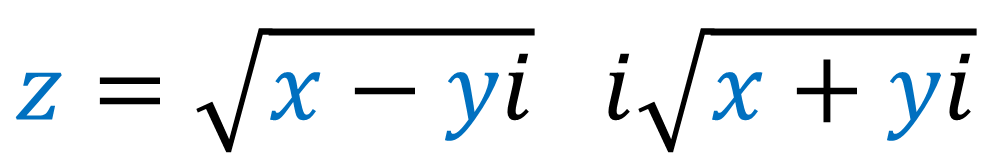 z = √(x − yi) i√(x + yi)